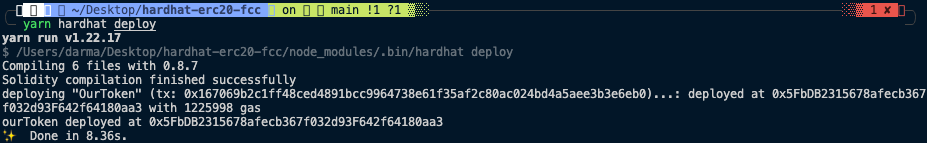 ~/Desktop/hardhat-erc20-fcc on main !1 ?1 1 ✘
yarn hardhat deploy
yarn run v1.22.17
$ /Users/darma/Desktop/hardhat-erc20-fcc/node_modules/.bin/hardhat deploy
Compiling 6 files with 0.8.7
Solidity compilation finished successfully
deploying "OurToken" (tx: 0x167069b2c1ff48ced4891bcc9964738e61f35af2c80ac024bd4a5aee3b3e6eb0)...: deployed at 0x5FbDB2315678afecb367
f032d93F642f64180aa3 with 1225998 gas
ourToken deployed at 0x5FbDB2315678afecb367f032d93F642f64180aa3
✨ Done in 8.36s.